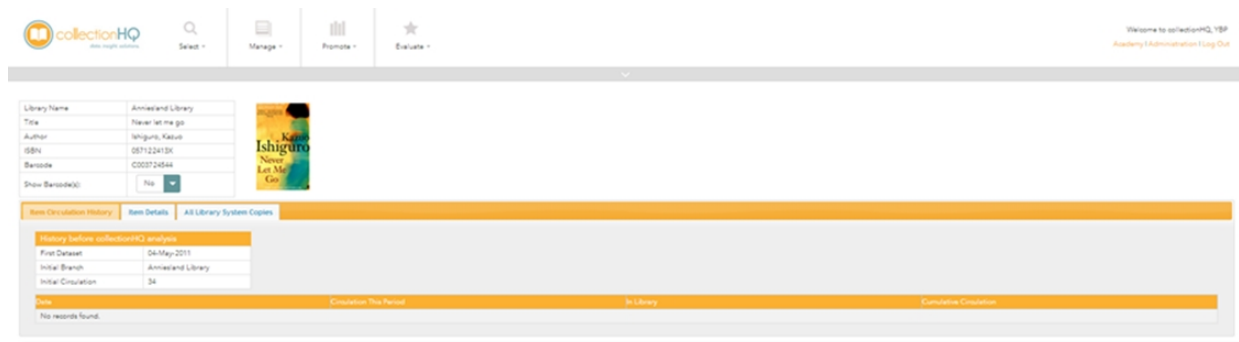 collectionHQ
data insight solutions
Select
Manage
Promote
Evaluate
Welcome to collectionHQ, YBP
Academy | Administration | Log Out
Library Name Anniesland Library
Title Never let me go
Author Ishiguro, Kazuo
ISBN 057122413X
Barcode C003724544
Show Barcode(s): No
Kazuo
Ishiguro
Never
Let Me
Go
Item Circulation History Item Details All Library System Copies
History before collectionHQ analysis
First Dataset 04-May-2011
Initial Branch Anniesland Library
Initial Circulation 34
Date Circulation This Period In Library Cumulative Circulation
No records found.